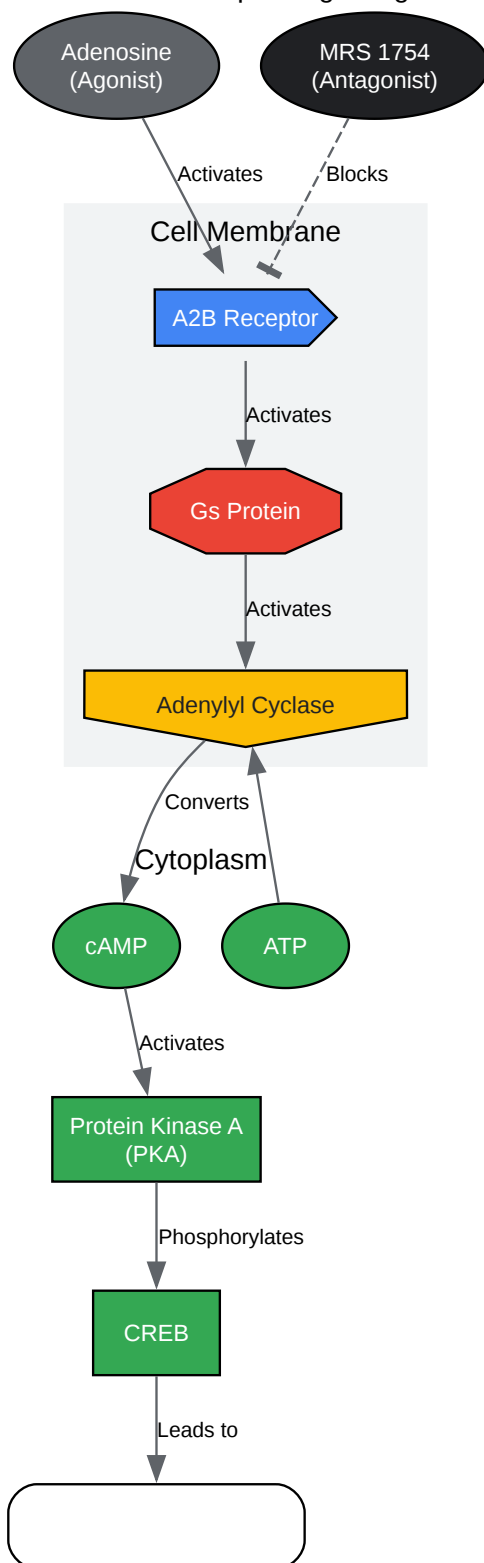 Adenosine
(Agonist)
MRS 1754
(Antagonist)
Activates
Blocks
Cell Membrane
A2B Receptor
Activates
Gs Protein
Activates
Adenylyl Cyclase
Converts
Cytoplasm
cAMP
ATP
Activates
Protein Kinase A
(PKA)
Phosphorylates
CREB
Leads to